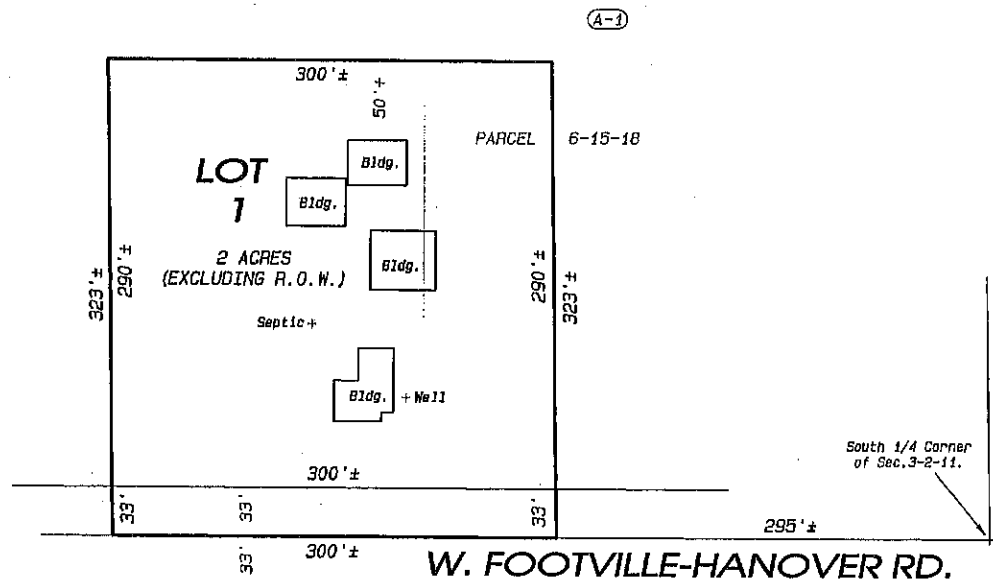 A-1
300'±
50'+
PARCEL 6-15-18
LOT
1
Bldg.
Bldg.
Bldg.
2 ACRES
(EXCLUDING R.O.W.)
323'±
290'±
290'±
323'±
Septic+
Bldg.
+ Well
South 1/4 Corner
of Sec.3-2-11.
300'±
33'
33'
33'
295'±
33'
300'±
W. FOOTVILLE-HANOVER RD.